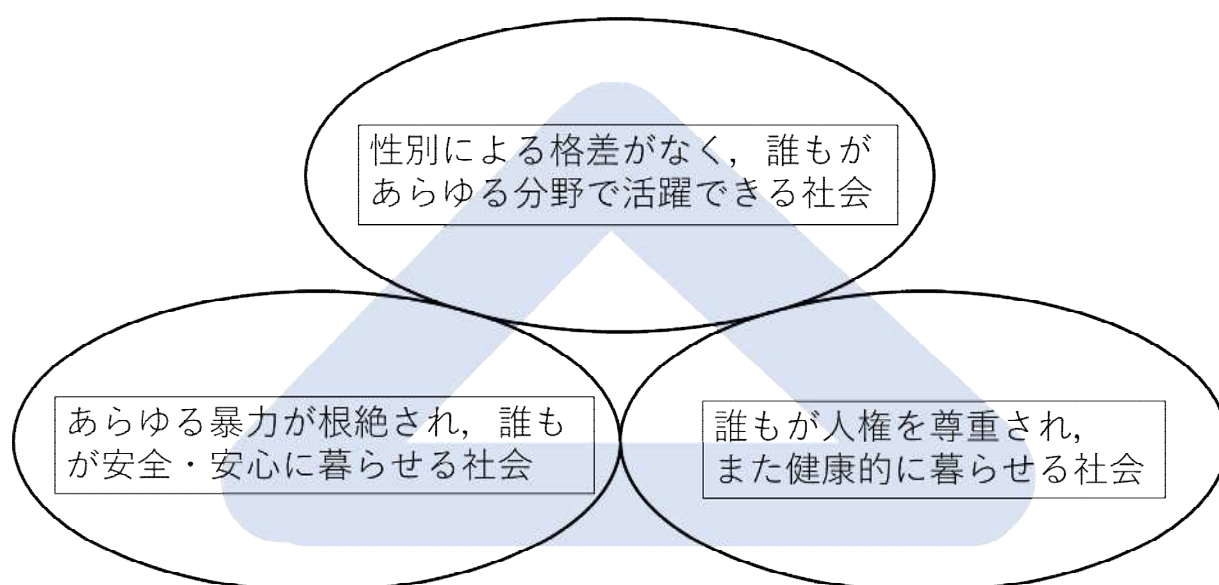 性別による格差がなく，誰もが
あらゆる分野で活躍できる社会
あらゆる暴力が根絶され，誰も
が安全・安心に暮らせる社会
誰もが人権を尊重され，
また健康的に暮らせる社会